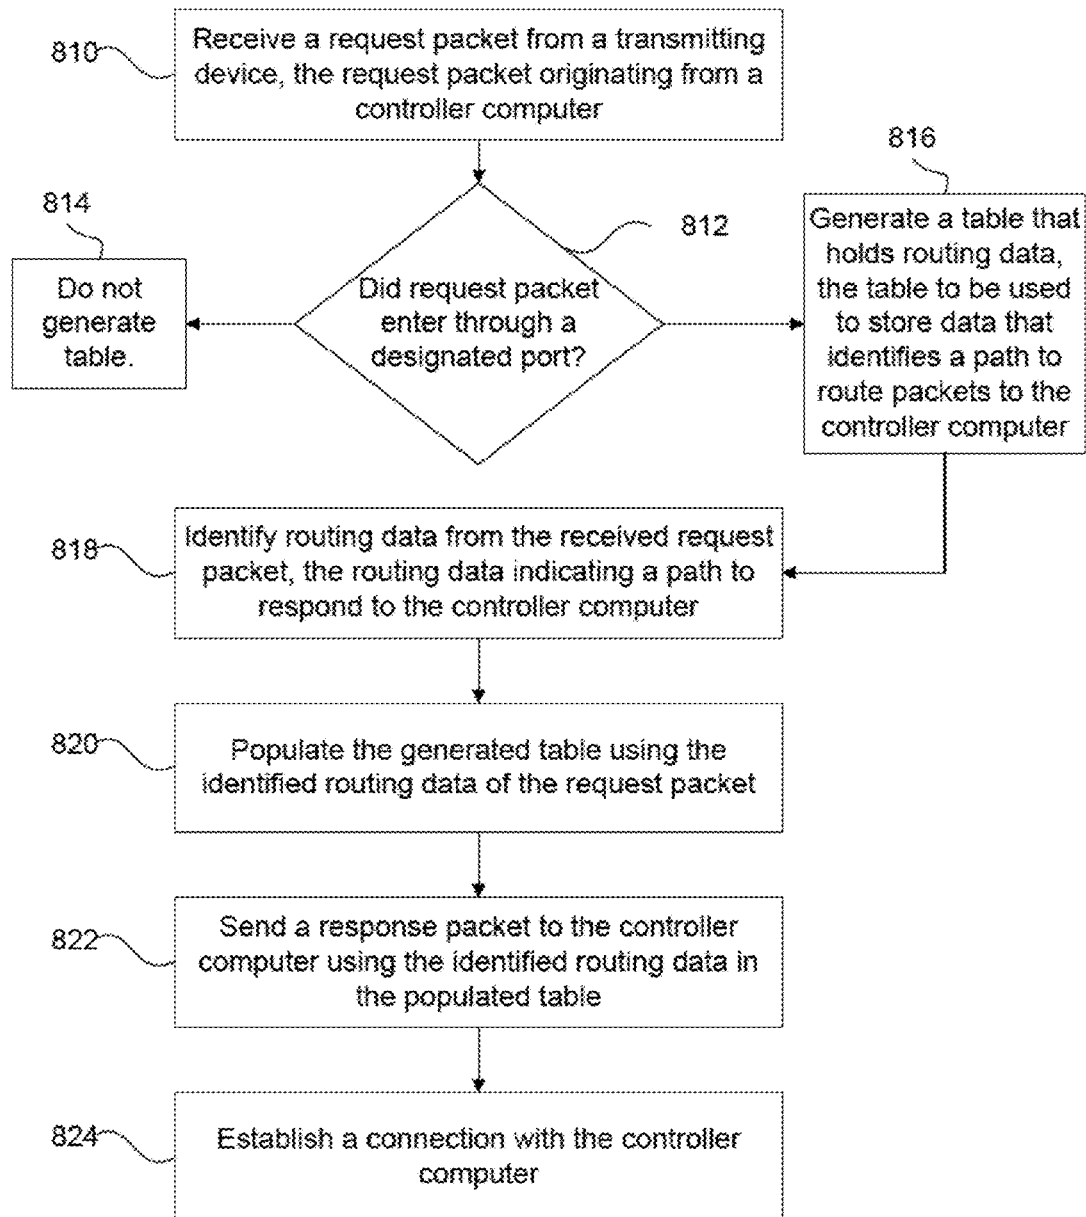 810
Receive a request packet from a transmitting
device, the request packet originating from a
controller computer
816
814
812
Do not
generate
table.
Did request packet
enter through a
designated port?
Generate a table that
holds routing data,
the table to be used
to store data that
identifies a path to
route packets to the
controller computer
818
Identify routing data from the received request
packet, the routing data indicating a path to
respond to the controller computer
820
Populate the generated table using the
identified routing data of the request packet
822
Send a response packet to the controller
computer using the identified routing data in
the populated table
824
Establish a connection with the controller
computer